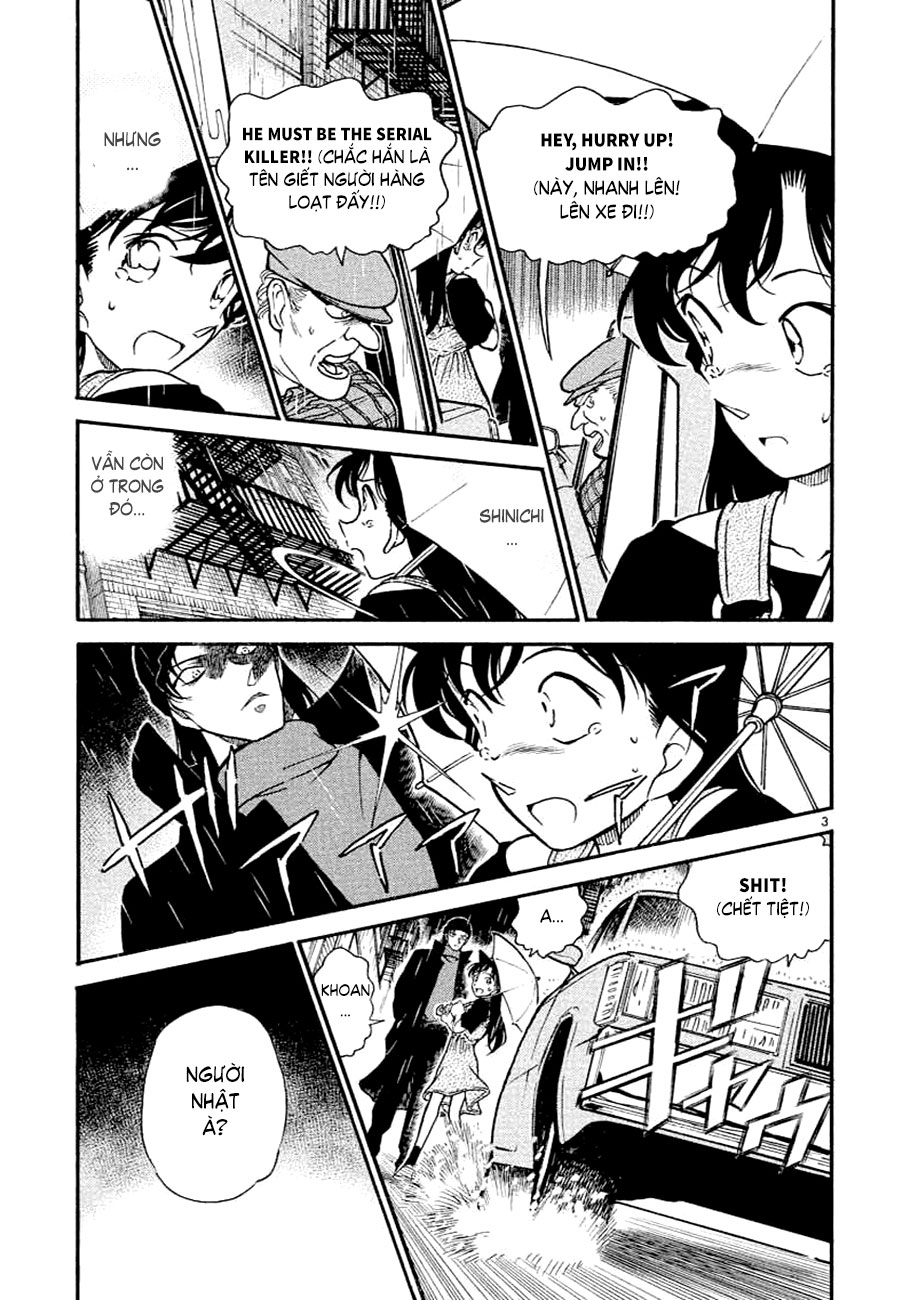 HEY, HURRY UP!
JUMP IN!!
(NÀY, NHANH LÊN!
LÊN XE ĐI!!)
HE MUST BE THE SERIAL
KILLER!! (CHẮC HẲN LÀ
TÊN GIẾT NGƯỜI HÀNG
LOẠT ĐẤY!!)
NHƯNG
...
SHINICHI
...
VẪN CÒN
Ở TRONG
ĐÓ...
3
SHIT!
(CHẾT TIỆT!)
A...
KHOAN
...
NGƯỜI
NHẬT
À?